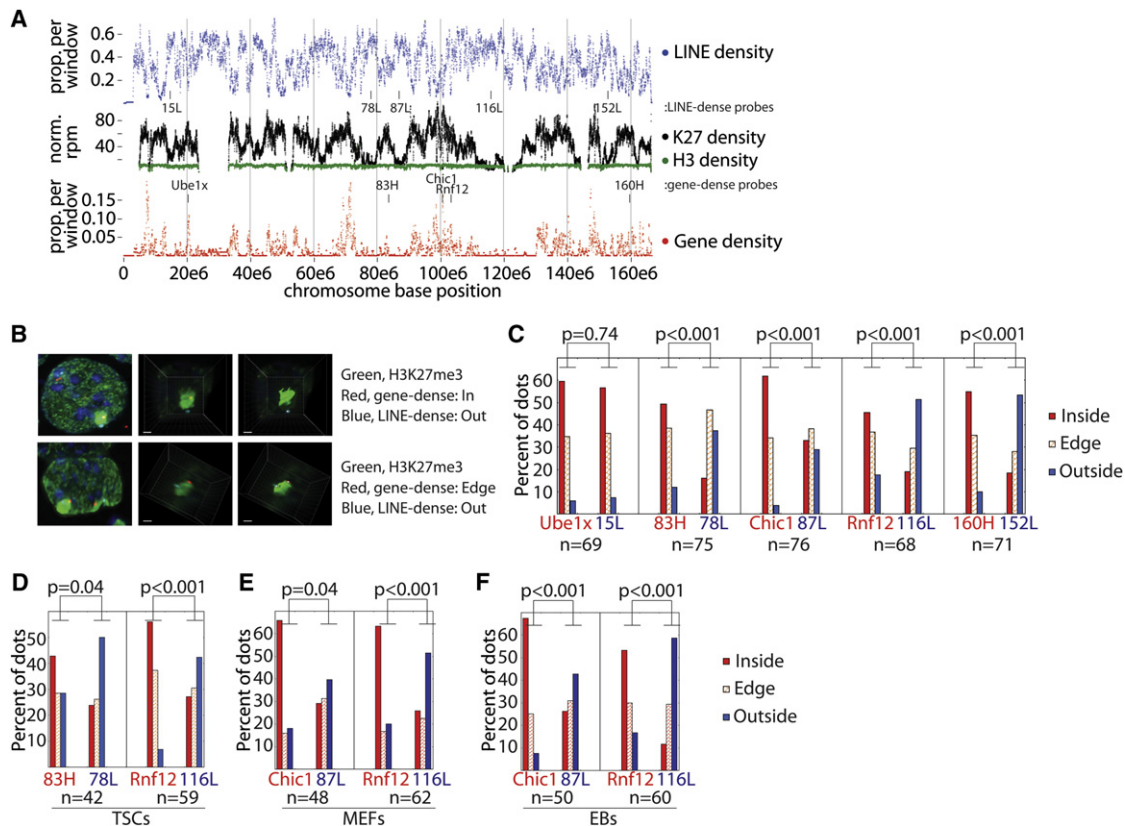 A
prop. per window
0.6
0.4
0.2
LINE density
15L 78L 87L 116L 152L
:LINE-dense probes
norm. rpm
80
40
K27 density
H3 density
Ube1x 83H Chic1 Rnf12 160H
:gene-dense probes
prop. per window
0.15
0.10
0.05
Gene density
0 20e6 40e6 60e6 80e6 100e6 120e6 140e6 160e6
chromosome base position
B
Green, H3K27me3
Red, gene-dense: In
Blue, LINE-dense: Out
Green, H3K27me3
Red, gene-dense: Edge
Blue, LINE-dense: Out
C
p=0.74 p<0.001 p<0.001 p<0.001 p<0.001
Percent of dots
60
50
40
30
20
10
Inside
Edge
Outside
Ube1x 15L 83H 78L Chic1 87L Rnf12 116L 160H 152L
n=69 n=75 n=76 n=68 n=71
D
p=0.04 p<0.001
Percent of dots
50
40
30
20
10
83H 78L Rnf12 116L
n=42 n=59
TSCs
E
p=0.04 p<0.001
Percent of dots
60
50
40
30
20
10
Chic1 87L Rnf12 116L
n=48 n=62
MEFs
F
p<0.001 p<0.001
Percent of dots
60
50
40
30
20
10
Chic1 87L Rnf12 116L
n=50 n=60
EBs
Inside
Edge
Outside